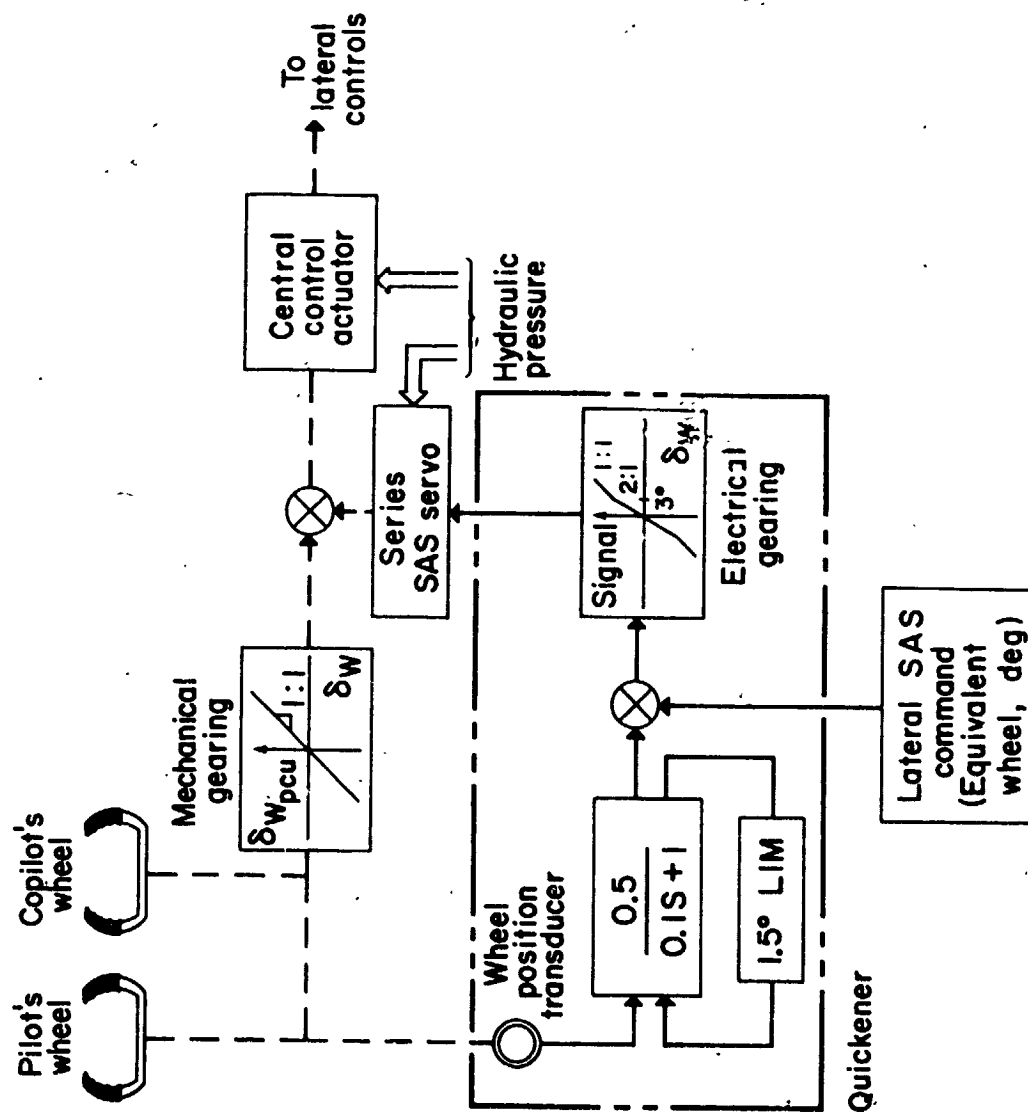 Pilot's
wheel
Copilot's
wheel
Mechanical
gearing
δWpcu
1:1
δW
Central
control
actuator
To
lateral
controls
Series
SAS servo
Hydraulic
pressure
Wheel
position
transducer
0.5
0.1S + 1
1.5° LIM
Signal
1:1
2:1
3°
δW
Electrical
gearing
Quickener
Lateral SAS
command
(Equivalent
wheel, deg)